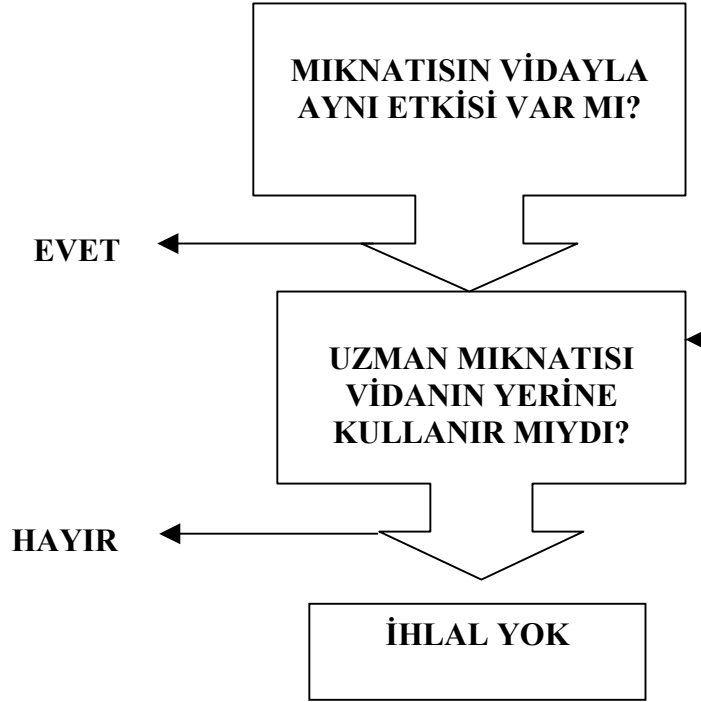 MIKNATISIN VİDAYLA
AYNI ETKİSİ VAR MI?
EVET
UZMAN MIKNATISI
VİDANIN YERİNE
KULLANIR MIYDI?
HAYIR
İHLAL YOK